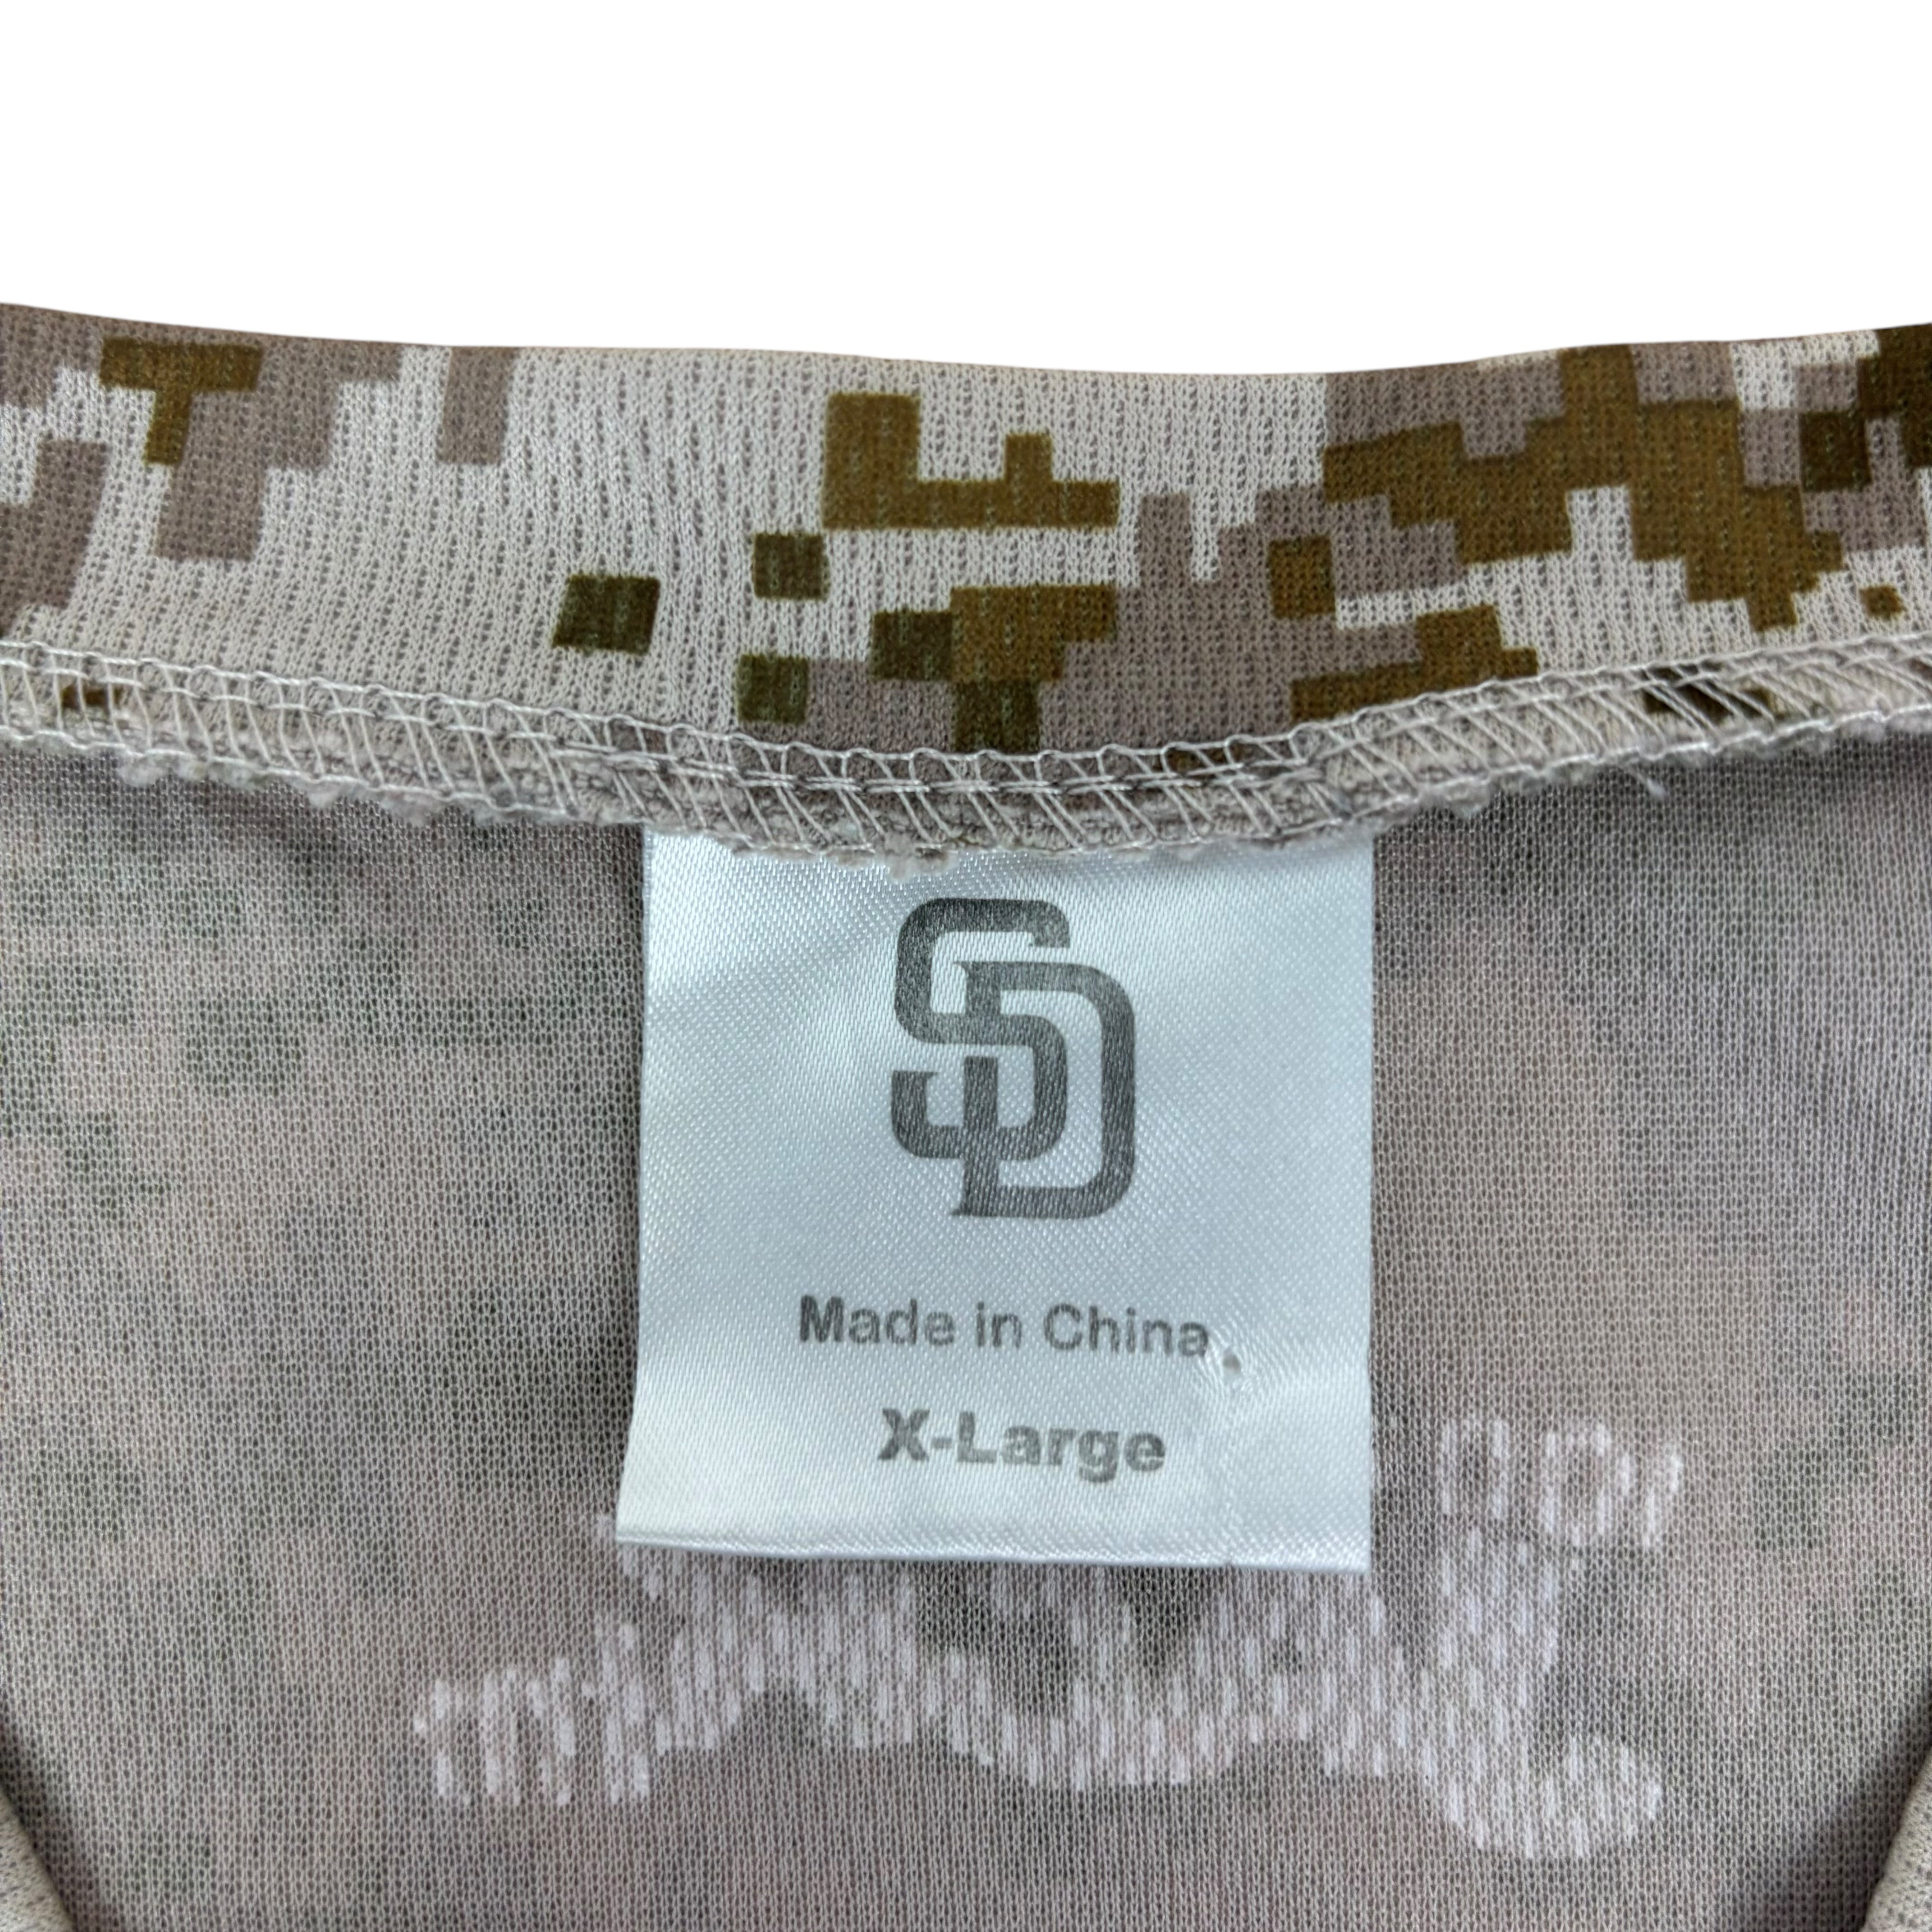 SD
Made in China
X-Large